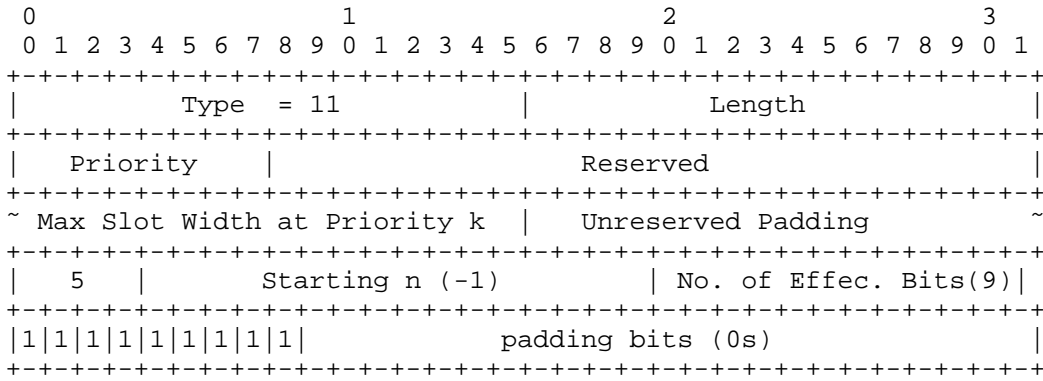 0                   1                   2                   3
 0 1 2 3 4 5 6 7 8 9 0 1 2 3 4 5 6 7 8 9 0 1 2 3 4 5 6 7 8 9 0 1
+-+-+-+-+-+-+-+-+-+-+-+-+-+-+-+-+-+-+-+-+-+-+-+-+-+-+-+-+-+-+-+-+
|          Type  = 11           |           Length              |
+-+-+-+-+-+-+-+-+-+-+-+-+-+-+-+-+-+-+-+-+-+-+-+-+-+-+-+-+-+-+-+-+
|   Priority    |                   Reserved                    |
+-+-+-+-+-+-+-+-+-+-+-+-+-+-+-+-+-+-+-+-+-+-+-+-+-+-+-+-+-+-+-+-+
~ Max Slot Width at Priority k  |   Unreserved Padding          ~
+-+-+-+-+-+-+-+-+-+-+-+-+-+-+-+-+-+-+-+-+-+-+-+-+-+-+-+-+-+-+-+-+
|   5   |       Starting n (-1)         | No. of Effec. Bits(9)|
+-+-+-+-+-+-+-+-+-+-+-+-+-+-+-+-+-+-+-+-+-+-+-+-+-+-+-+-+-+-+-+-+
|1|1|1|1|1|1|1|1|1|            padding bits (0s)                |
+-+-+-+-+-+-+-+-+-+-+-+-+-+-+-+-+-+-+-+-+-+-+-+-+-+-+-+-+-+-+-+-+